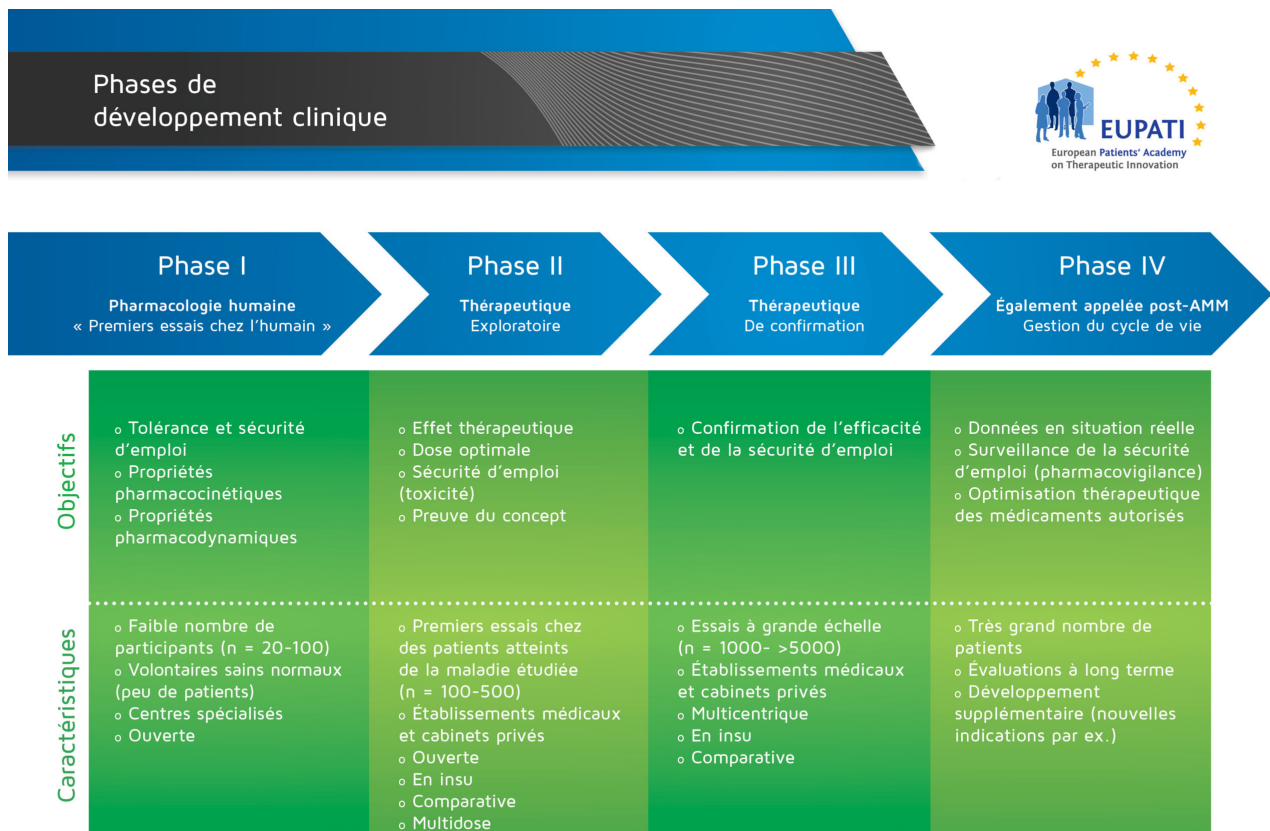 Phases de
développement clinique
EUPATI
European Patients' Academy
on Therapeutic Innovation
Phase I
Pharmacologie humaine
« Premiers essais chez l'humain »
Phase II
Thérapeutique
Exploratoire
Phase III
Thérapeutique
De confirmation
Phase IV
Également appelée post-AMM
Gestion du cycle de vie
Objectifs
o Tolérance et sécurité
d'emploi
o Propriétés
pharmacocinétiques
o Propriétés
pharmacodynamiques
o Effet thérapeutique
o Dose optimale
o Sécurité d'emploi
(toxicité)
o Preuve du concept
o Confirmation de l'efficacité
et de la sécurité d'emploi
o Données en situation réelle
o Surveillance de la sécurité
d'emploi (pharmacovigilance)
o Optimisation thérapeutique
des médicaments autorisés
Caractéristiques
o Faible nombre de
participants (n = 20-100)
o Volontaires sains normaux
(peu de patients)
o Centres spécialisés
o Ouverte
o Premiers essais chez
des patients atteints
de la maladie étudiée
(n = 100-500)
o Établissements médicaux
et cabinets privés
o Ouverte
o En insu
o Comparative
o Multidose
o Essais à grande échelle
(n = 1000- >5000)
o Établissements médicaux
et cabinets privés
o Multicentrique
o En insu
o Comparative
o Très grand nombre de
patients
o Évaluations à long terme
o Développement
supplémentaire (nouvelles
indications par ex.)